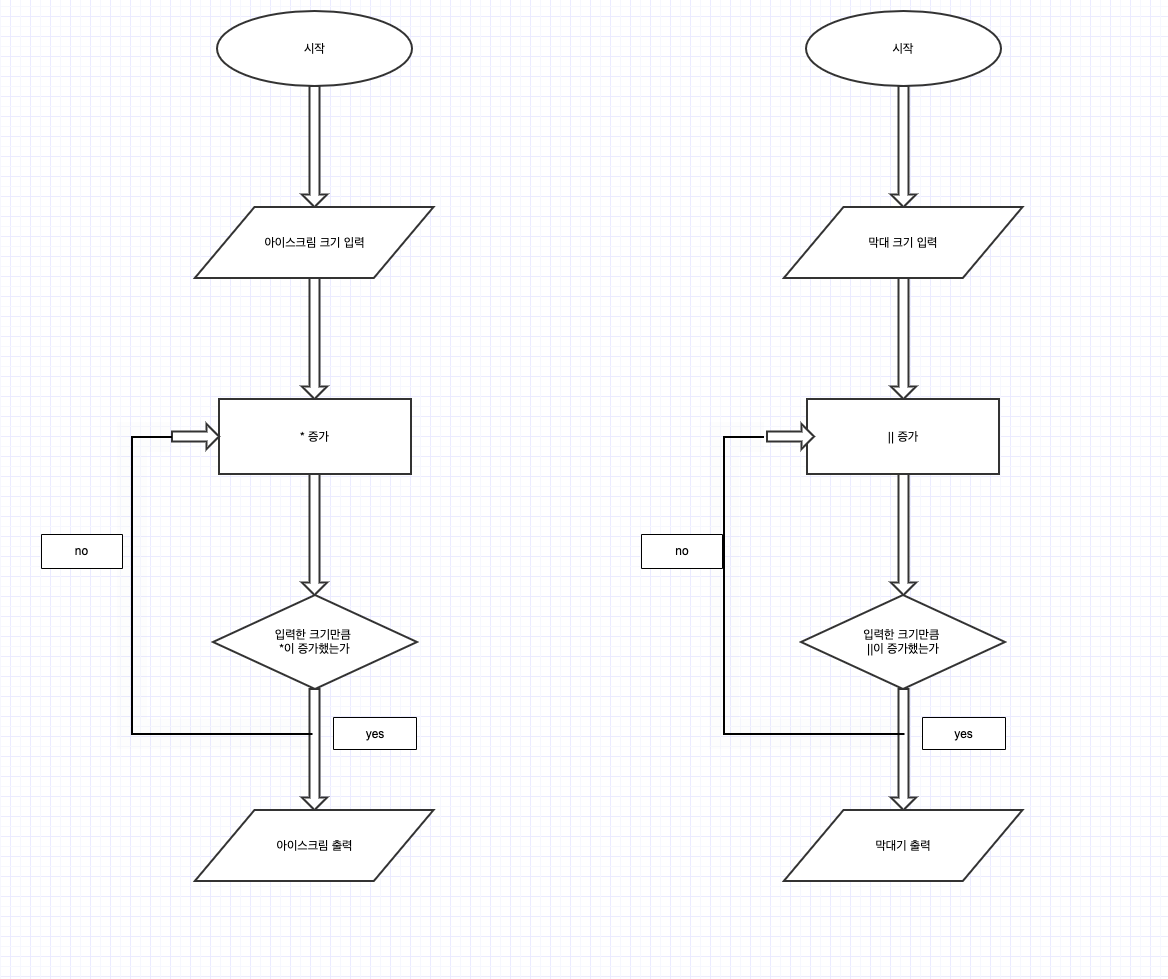 시작
아이스크림 크기 입력
* 증가
no
입력한 크기만큼
*이 증가했는가
yes
아이스크림 출력
시작
막대 크기 입력
|| 증가
no
입력한 크기만큼
||이 증가했는가
yes
막대기 출력